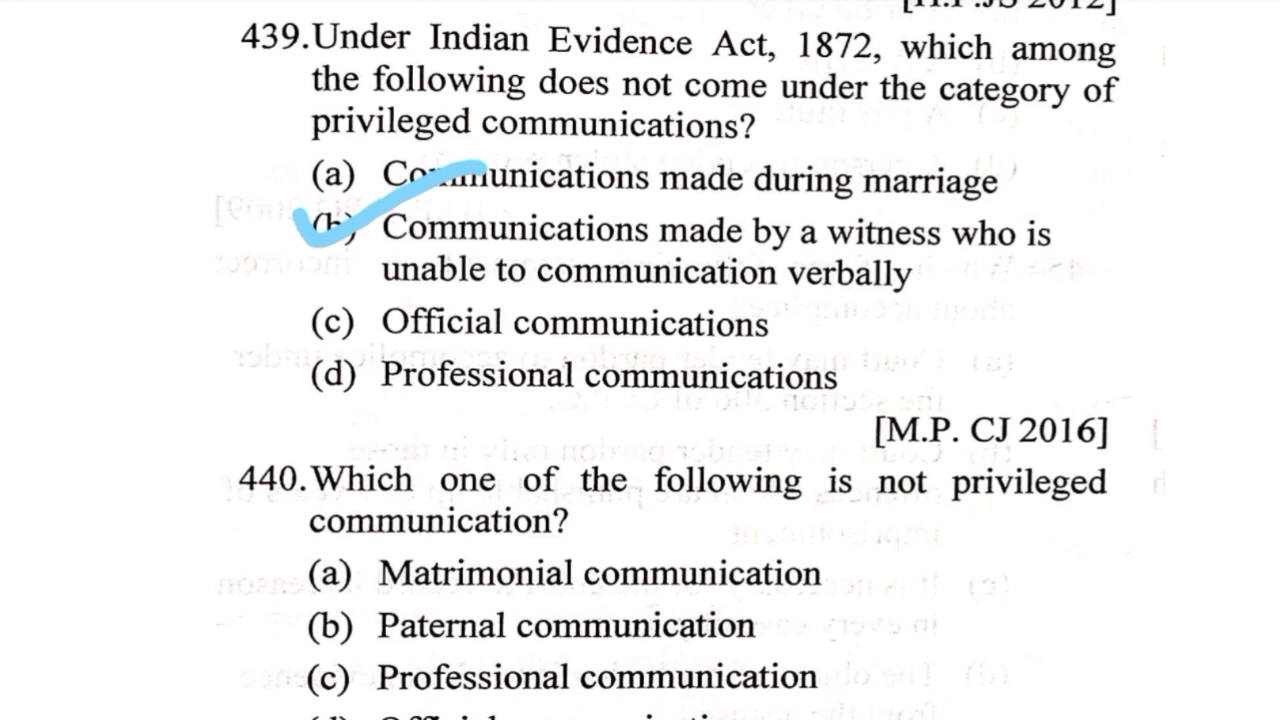 439. Under Indian Evidence Act, 1872, which among
the following does not come under the category of
privileged communications?
(a) Communications made during marriage
(b) Communications made by a witness who is
unable to communication verbally
(c) Official communications
(d) Professional communications
[M.P. CJ 2016]
440. Which one of the following is not privileged
communication?
(a) Matrimonial communication
(b) Paternal communication
(c) Professional communication